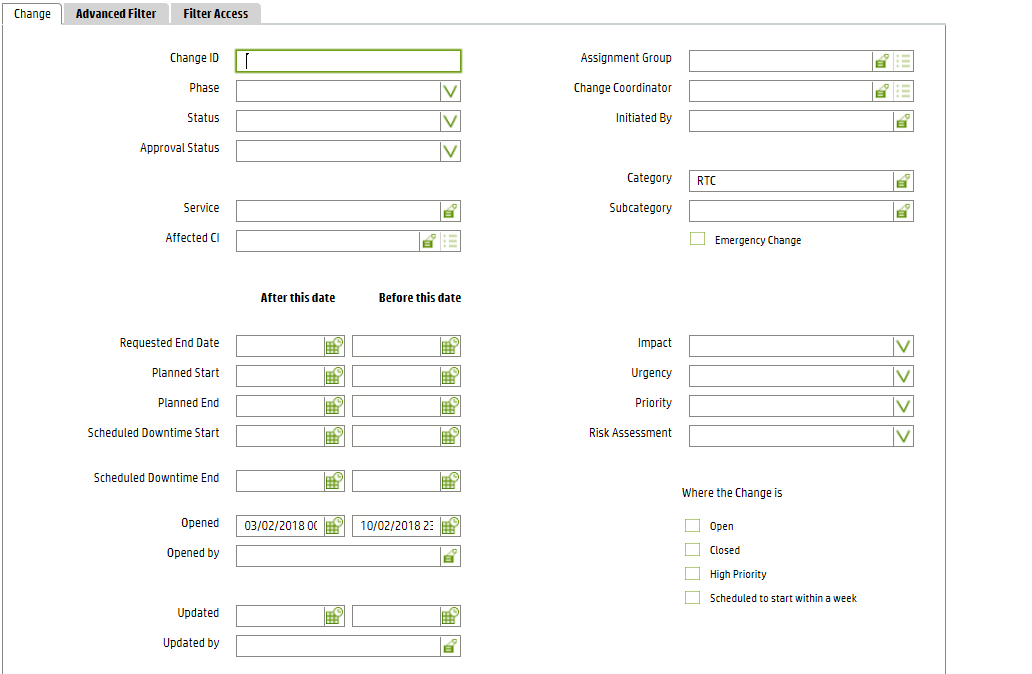 Change Advanced Filter Filter Access
Change ID
Phase
Status
Approval Status
Service
Affected CI
Assignment Group
Change Coordinator
Initiated By
Category RTC
Subcategory
Emergency Change
After this date Before this date
Requested End Date
Planned Start
Planned End
Scheduled Downtime Start
Scheduled Downtime End
Opened 03/02/2018 00 10/02/2018 23
Opened by
Updated
Updated by
Impact
Urgency
Priority
Risk Assessment
Where the Change is
Open
Closed
High Priority
Scheduled to start within a week